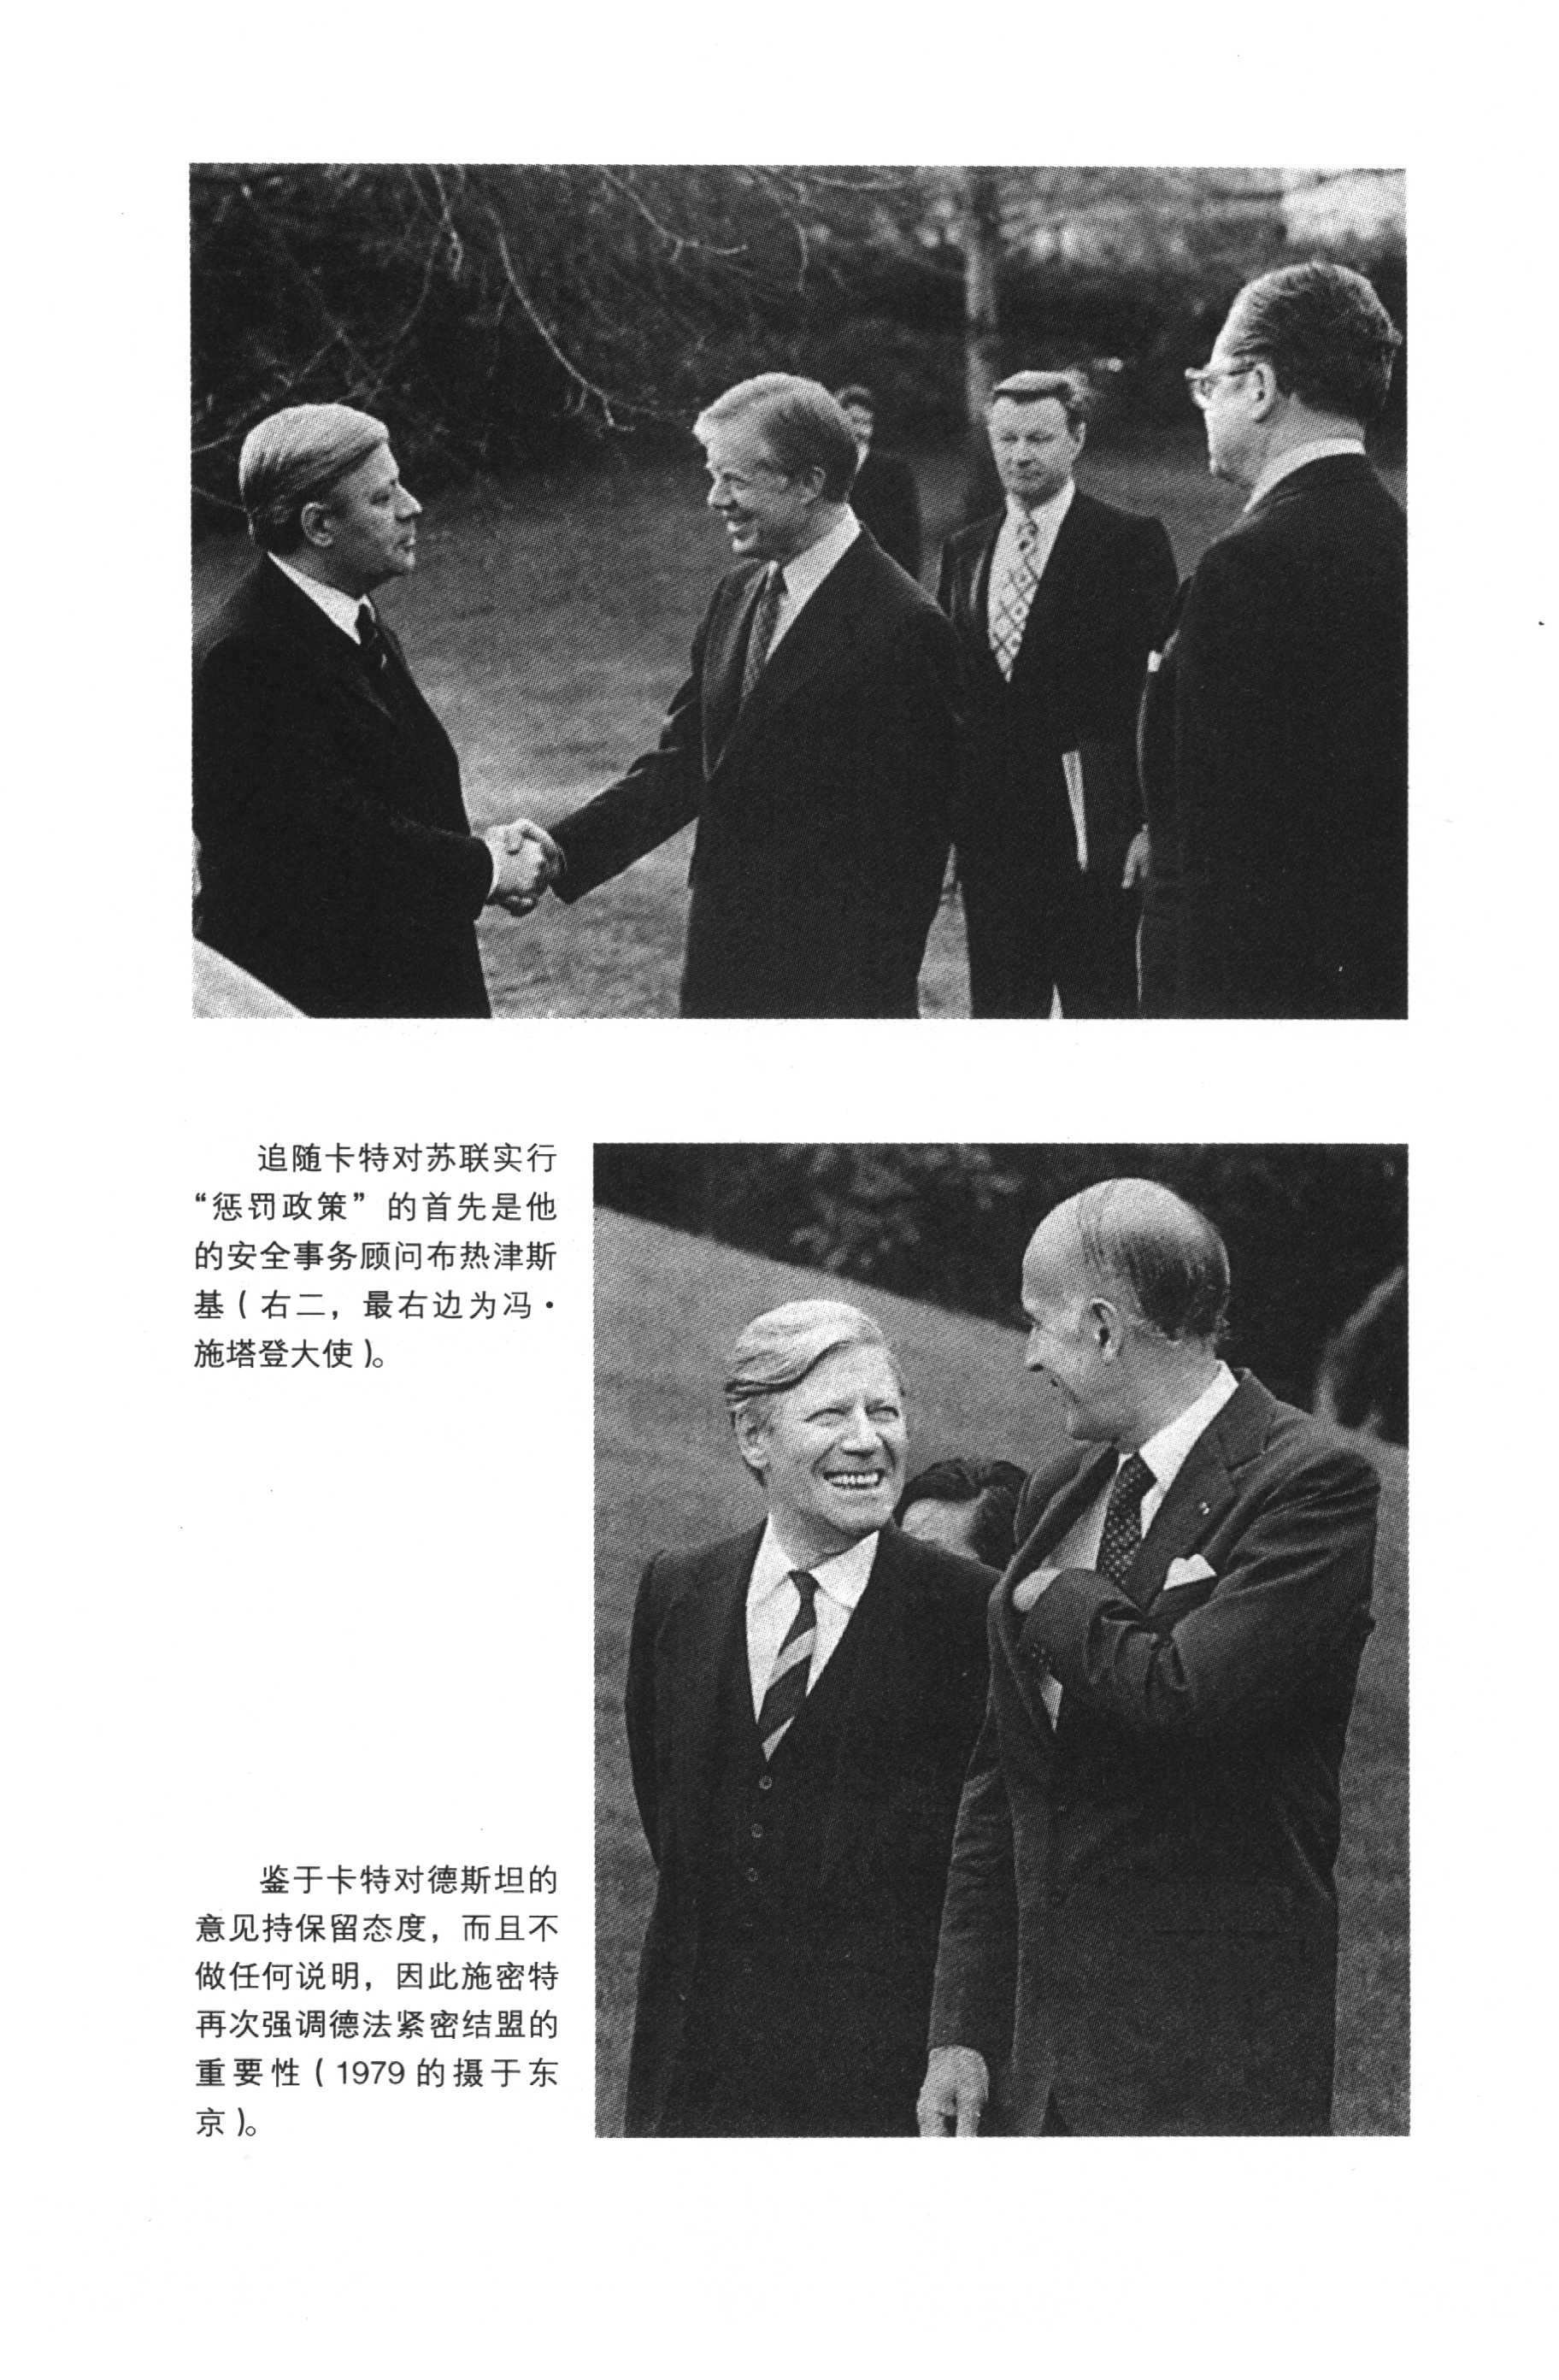 追随卡特对苏联实行
“惩罚政策”的首先是他
的安全事务顾问布热津斯
基（右二，最右边为冯·
施塔登大使）。
鉴于卡特对德斯坦的
意见持保留态度，而且不
做任何说明，因此施密特
再次强调德法紧密结盟的
重要性（1979的摄于东
京）。